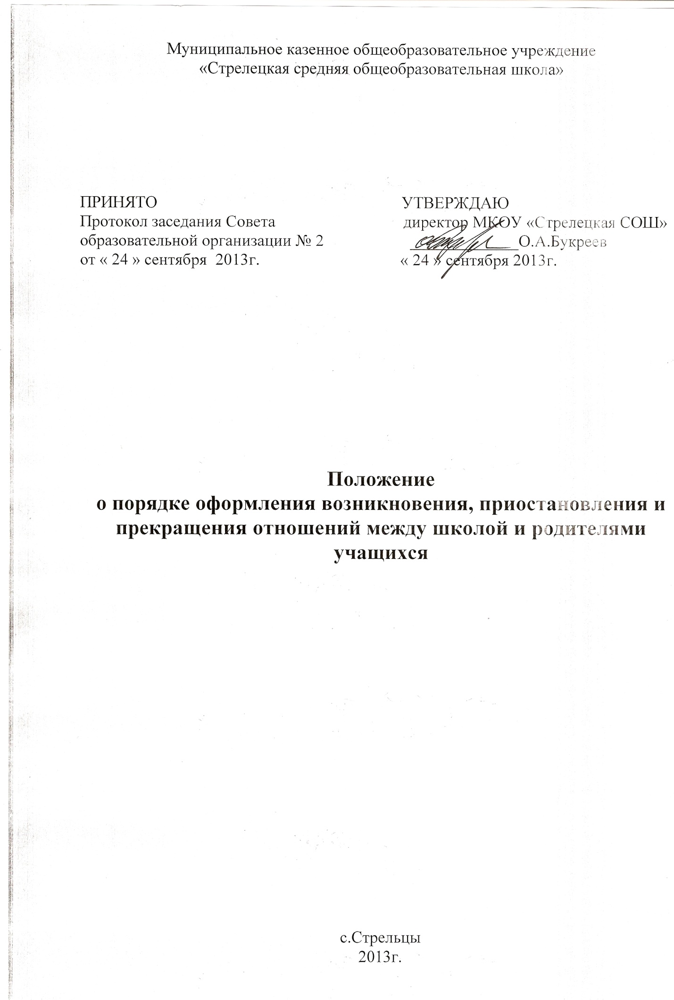 Муниципальное казенное общеобразовательное учреждение
«Стрелецкая средняя общеобразовательная школа»
ПРИНЯТО
Протокол заседания Совета
образовательной организации № 2
от « 24 » сентября 2013г.
УТВЕРЖДАЮ
директор МКОУ «Стрелецкая СОШ»
О.А.Букреев
« 24 » сентября 2013г.
Положение
о порядке оформления возникновения, приостановления и
прекращения отношений между школой и родителями
учащихся
с.Стрельцы
2013г.